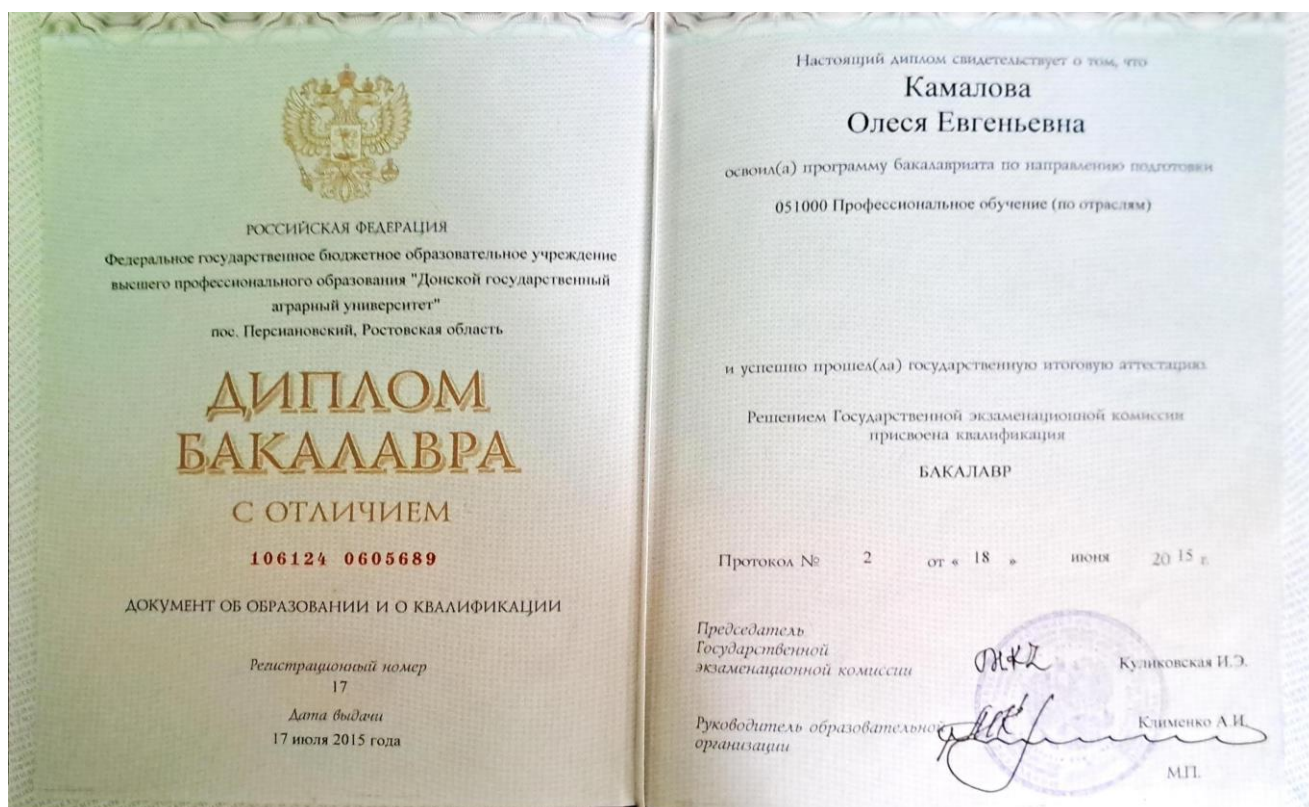 РОССИЙСКАЯ ФЕДЕРАЦИЯ
Федеральное государственное бюджетное образовательное учреждение
высшего профессионального образования "Донской государственный
аграрный университет"
пос. Персиановский, Ростовская область
ДИПЛОМ
БАКАЛАВРА
С ОТЛИЧИЕМ
106124 0605689
ДОКУМЕНТ ОБ ОБРАЗОВАНИИ И О КВАЛИФИКАЦИИ
Регистрационный номер
17
Дата выдачи
17 июля 2015 года
Настоящий диплом свидетельствует о том, что
Камалова
Олеся Евгеньевна
освоил(а) программу бакалавриата по направлению подготовки
051000 Профессиональное обучение (по отраслям)
и успешно прошел(ла) государственную итоговую аттестацию.
Решением Государственной экзаменационной комиссии
присвоена квалификация
БАКАЛАВР
Протокол № 2 от « 18 » июня 20 15 г.
Председатель
Государственной
экзаменационной комиссии Куликовская И.Э.
Руководитель образовательной
организации Клименко А.И.
М.П.